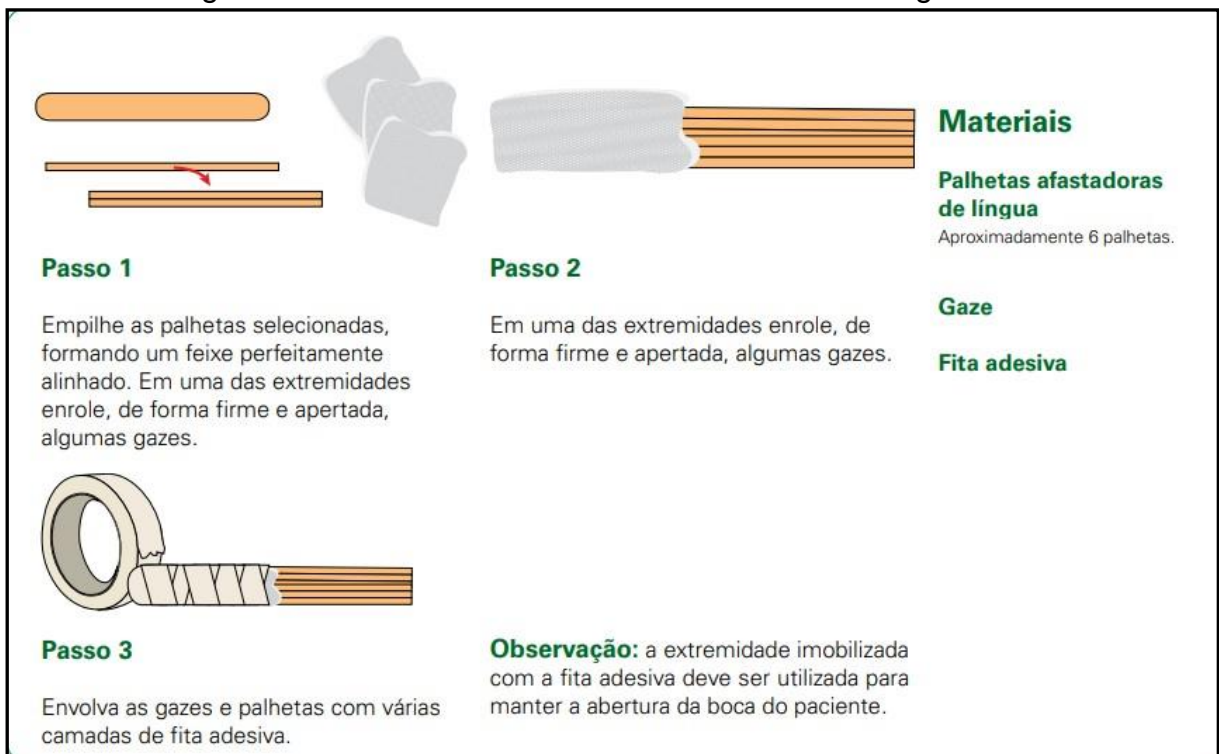 Materiais
Palhetas afastadoras
de língua
Aproximadamente 6 palhetas.
Gaze
Fita adesiva
Passo 1
Empilhe as palhetas selecionadas,
formando um feixe perfeitamente
alinhado. Em uma das extremidades
enrole, de forma firme e apertada,
algumas gazes.
Passo 2
Em uma das extremidades enrole, de
forma firme e apertada, algumas gazes.
Passo 3
Envolva as gazes e palhetas com várias
camadas de fita adesiva.
Observação: a extremidade imobilizada
com a fita adesiva deve ser utilizada para
manter a abertura da boca do paciente.